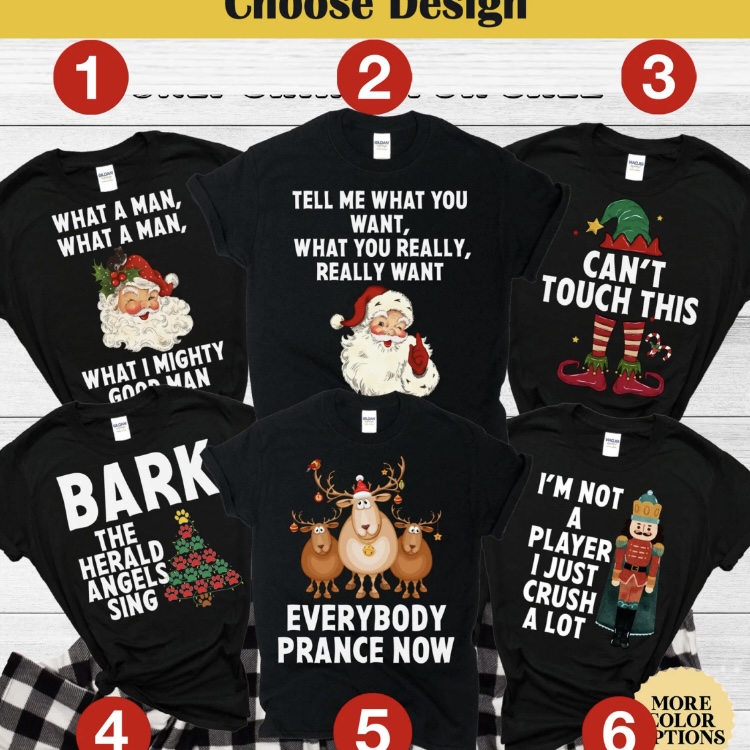 Choose Design
1
2
3
WHAT A MAN,
WHAT A MAN,
WHAT I MIGHTY
GOOD MAN
TELL ME WHAT YOU
WANT,
WHAT YOU REALLY,
REALLY WANT
CAN'T
TOUCH THIS
BARK
THE
HERALD
ANGELS
SING
EVERYBODY
PRANCE NOW
I'M NOT
A
PLAYER
I JUST
CRUSH
A LOT
4
5
6
MORE
COLOR
OPTIONS